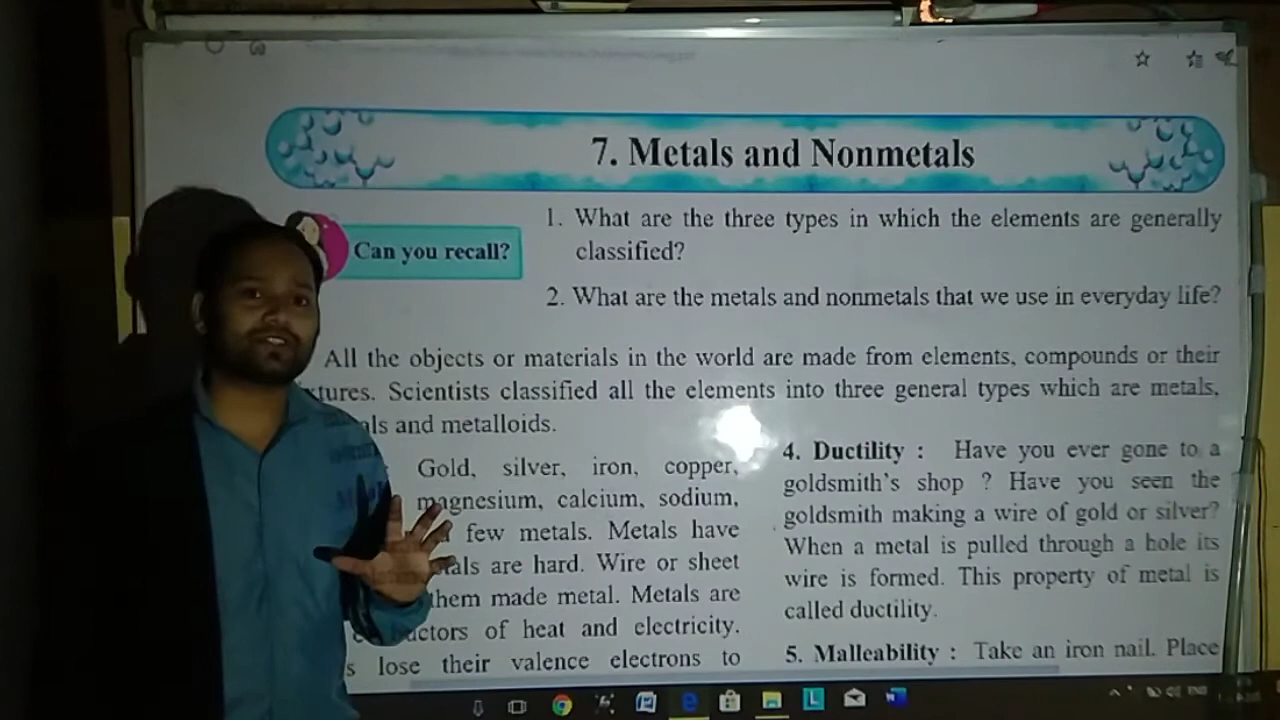 7. Metals and Nonmetals
Can you recall?
1. What are the three types in which the elements are generally
classified?
2. What are the metals and nonmetals that we use in everyday life?
All the objects or materials in the world are made from elements, compounds or their
tures. Scientists classified all the elements into three general types which are metals,
als and metalloids.
Gold, silver, iron, copper,
magnesium, calcium, sodium,
few metals. Metals have
als are hard. Wire or sheet
them made metal. Metals are
uctors of heat and electricity.
s lose their valence electrons to
4. Ductility : Have you ever gone to a
goldsmith's shop ? Have you seen the
goldsmith making a wire of gold or silver?
When a metal is pulled through a hole its
wire is formed. This property of metal is
called ductility.
5. Malleability : Take an iron nail. Place
L
ENG